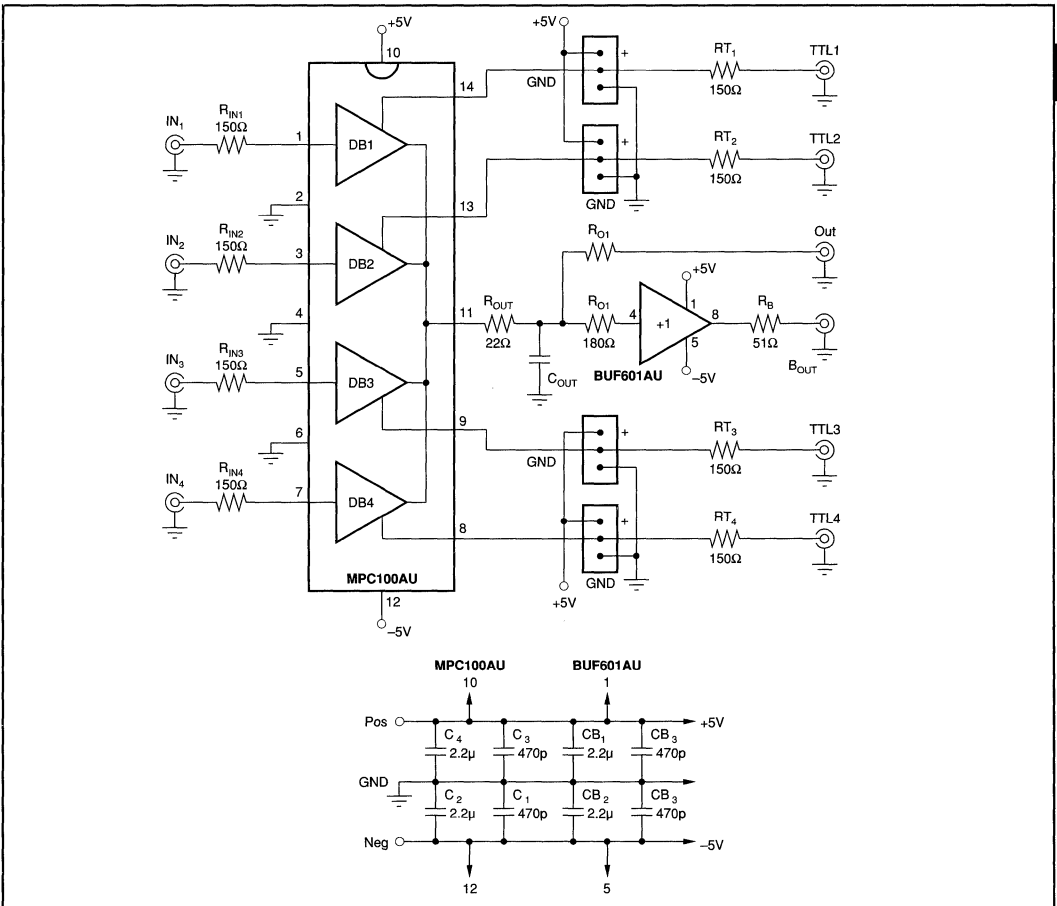 +5V
+5V
10
+
RT1
TTL1
14
GND
150Ω
RIN1
IN1
150Ω
1
DB1
+
RT2
TTL2
150Ω
2
13
GND
RIN2
IN2
150Ω
3
DB2
RO1
Out
+5V
ROUT
RO1
1
RB
4
11
4
+1
8
22Ω
180Ω
5
51Ω
COUT
BUF601AU
–5V
BOUT
RIN3
IN3
150Ω
5
DB3
9
+
RT3
TTL3
6
GND
150Ω
RIN4
IN4
150Ω
7
DB4
8
+
RT4
TTL4
150Ω
MPC100AU
GND
12
+5V
–5V
MPC100AU
BUF601AU
10
1
Pos
+5V
C4
2.2µ
C3
470p
CB1
2.2µ
CB3
470p
GND
C2
2.2µ
C1
470p
CB2
2.2µ
CB3
470p
Neg
–5V
12
5